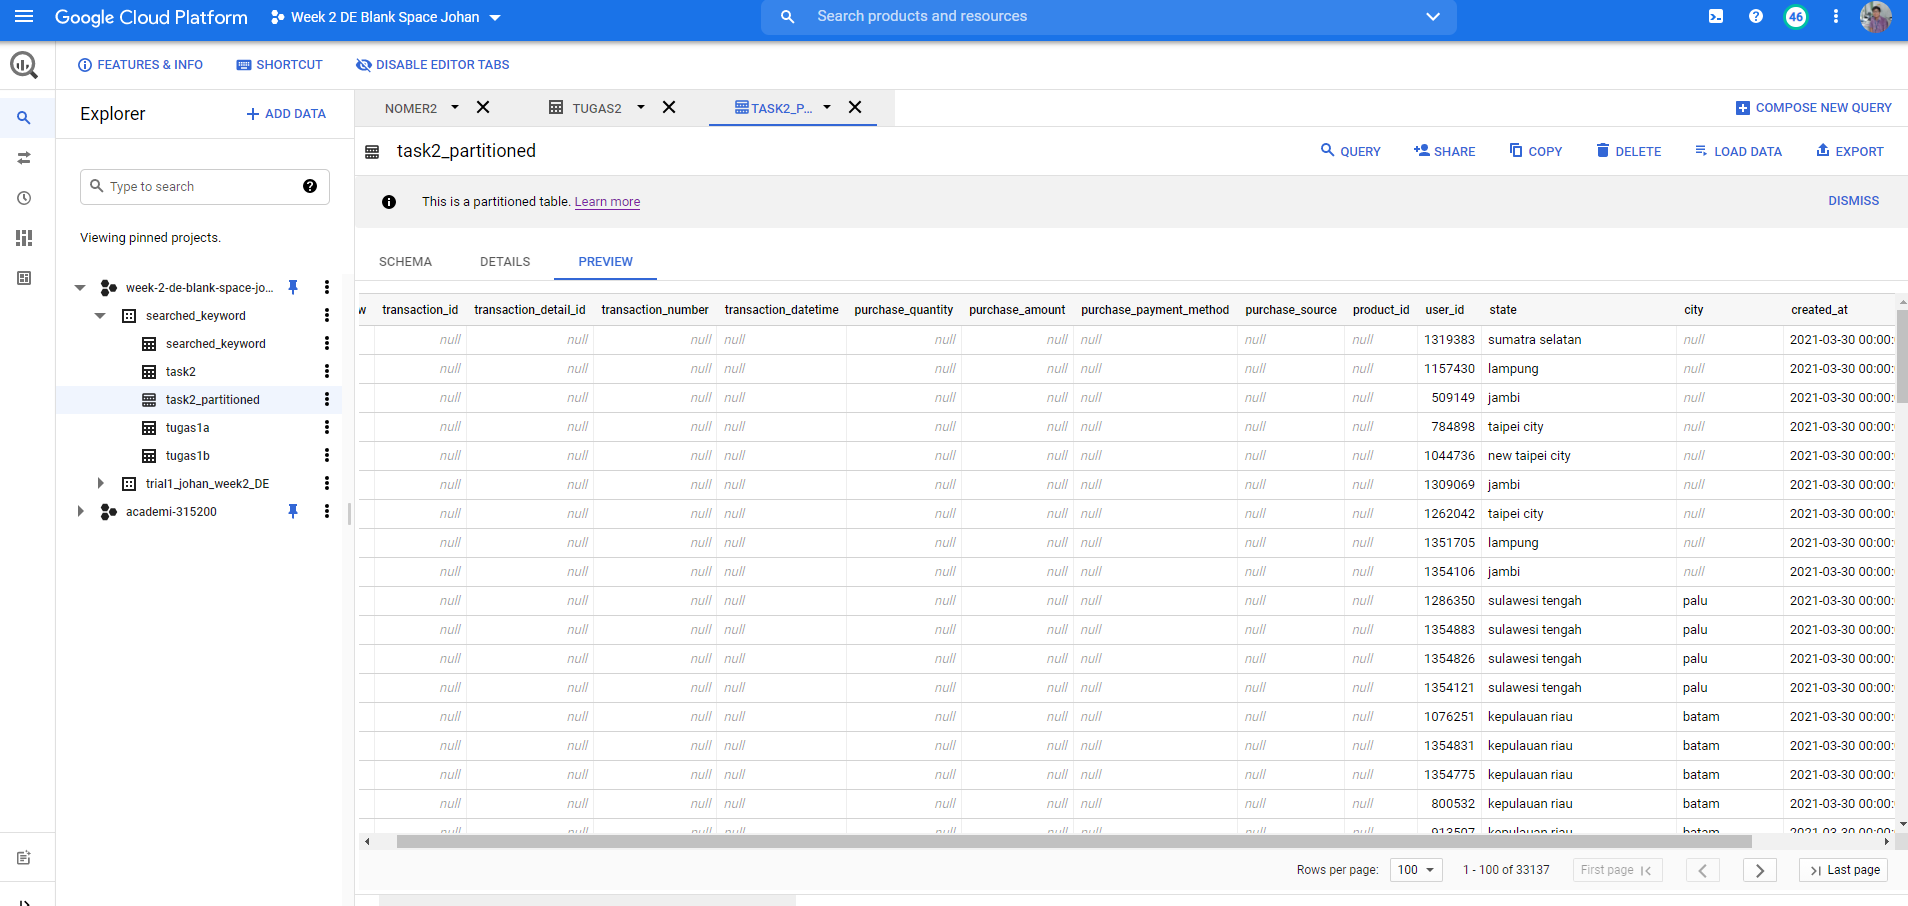 Google Cloud Platform Week 2 DE Blank Space Johan Search products and resources 46
FEATURES & INFO SHORTCUT DISABLE EDITOR TABS
Explorer ADD DATA NOMER2 TUGAS2 TASK2_P... COMPOSE NEW QUERY
task2_partitioned QUERY SHARE COPY DELETE LOAD DATA EXPORT
Type to search
This is a partitioned table. Learn more DISMISS
Viewing pinned projects.
SCHEMA DETAILS PREVIEW
week-2-de-blank-space-jo...
searched_keyword
searched_keyword
task2
task2_partitioned
tugas1a
tugas1b
trial1_johan_week2_DE
academi-315200
w transaction_id transaction_detail_id transaction_number transaction_datetime purchase_quantity purchase_amount purchase_payment_method purchase_source product_id user_id state city created_at
null null null null null null null null null 1319383 sumatra selatan null 2021-03-30 00:00:
null null null null null null null null null 1157430 lampung null 2021-03-30 00:00:
null null null null null null null null null 509149 jambi null 2021-03-30 00:00:
null null null null null null null null null 784898 taipei city null 2021-03-30 00:00:
null null null null null null null null null 1044736 new taipei city null 2021-03-30 00:00:
null null null null null null null null null 1309069 jambi null 2021-03-30 00:00:
null null null null null null null null null 1262042 taipei city null 2021-03-30 00:00:
null null null null null null null null null 1351705 lampung null 2021-03-30 00:00:
null null null null null null null null null 1354106 jambi null 2021-03-30 00:00:
null null null null null null null null null 1286350 sulawesi tengah palu 2021-03-30 00:00:
null null null null null null null null null 1354883 sulawesi tengah palu 2021-03-30 00:00:
null null null null null null null null null 1354826 sulawesi tengah palu 2021-03-30 00:00:
null null null null null null null null null 1354121 sulawesi tengah palu 2021-03-30 00:00:
null null null null null null null null null 1076251 kepulauan riau batam 2021-03-30 00:00:
null null null null null null null null null 1354831 kepulauan riau batam 2021-03-30 00:00:
null null null null null null null null null 1354775 kepulauan riau batam 2021-03-30 00:00:
null null null null null null null null null 800532 kepulauan riau batam 2021-03-30 00:00:
null null null null null null null null null 913507 kepulauan riau batam 2021-03-30 00:00:
Rows per page: 100 1 - 100 of 33137 First page Last page